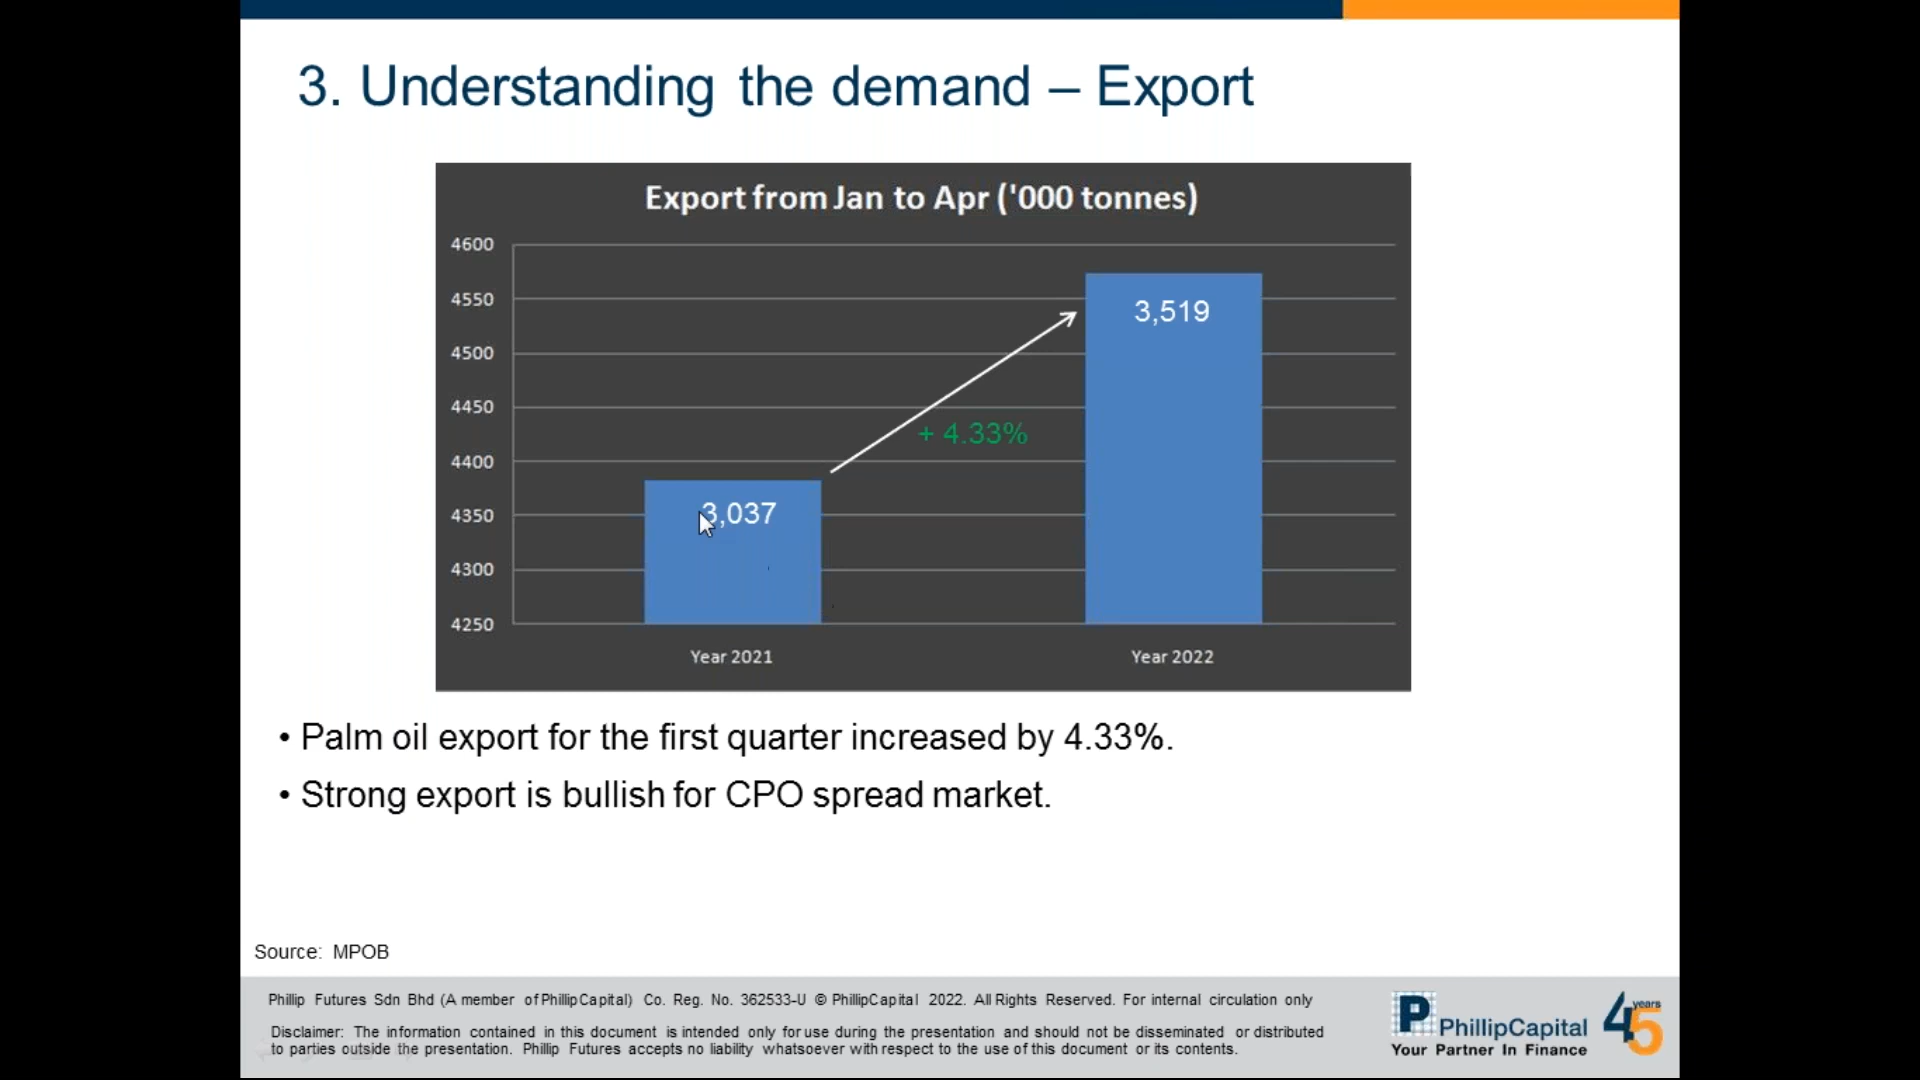 3. Understanding the demand – Export
Export from Jan to Apr ('000 tonnes)
4600
4550
4500
4450
4400
4350
4300
4250
3,037
+ 4.33%
3,519
Year 2021
Year 2022
• Palm oil export for the first quarter increased by 4.33%.
• Strong export is bullish for CPO spread market.
Source: MPOB
Phillip Futures Sdn Bhd (A member of PhillipCapital) Co. Reg. No. 362533-U © PhillipCapital 2022. All Rights Reserved. For internal circulation only
Disclaimer: The information contained in this document is intended only for use during the presentation and should not be disseminated or distributed
to parties outside the presentation. Phillip Futures accepts no liability whatsoever with respect to the use of this document or its contents.
P PhillipCapital
Your Partner In Finance
45 years